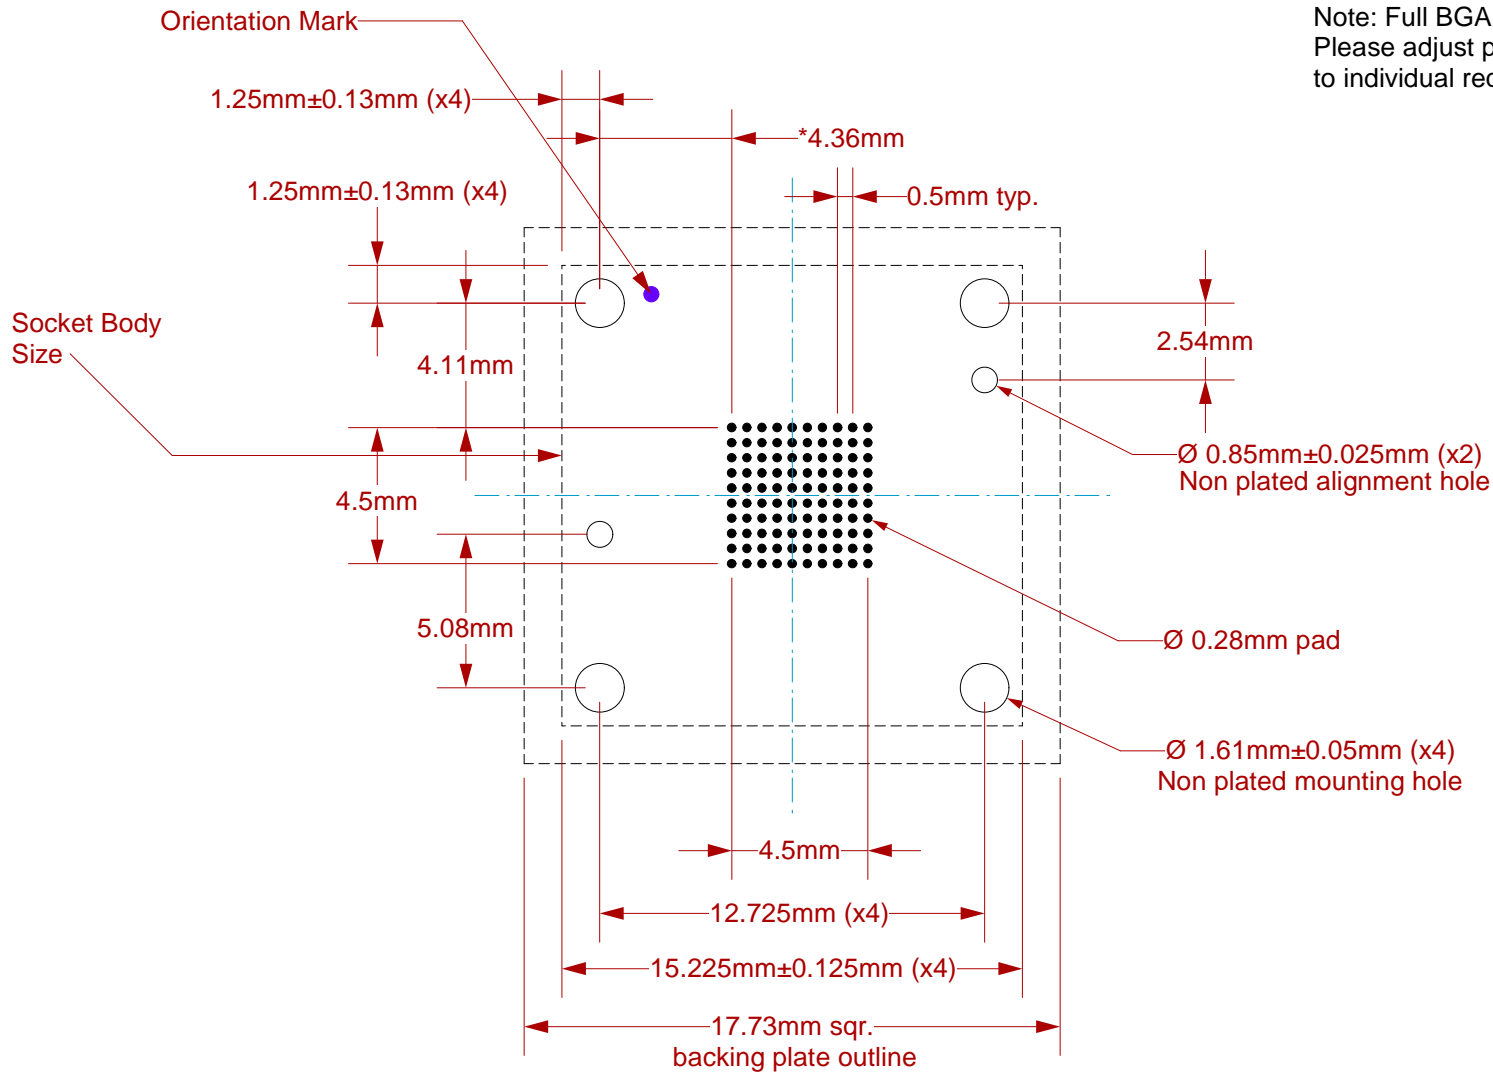 Orientation Mark
Note: Full BGA
Please adjust p
to individual rec
1.25mm±0.13mm (x4)
*4.36mm
1.25mm±0.13mm (x4)
0.5mm typ.
Socket Body
Size
4.11mm
2.54mm
Ø 0.85mm±0.025mm (x2)
Non plated alignment hole
4.5mm
5.08mm
Ø 0.28mm pad
Ø 1.61mm±0.05mm (x4)
Non plated mounting hole
4.5mm
12.725mm (x4)
15.225mm±0.125mm (x4)
17.73mm sqr.
backing plate outline